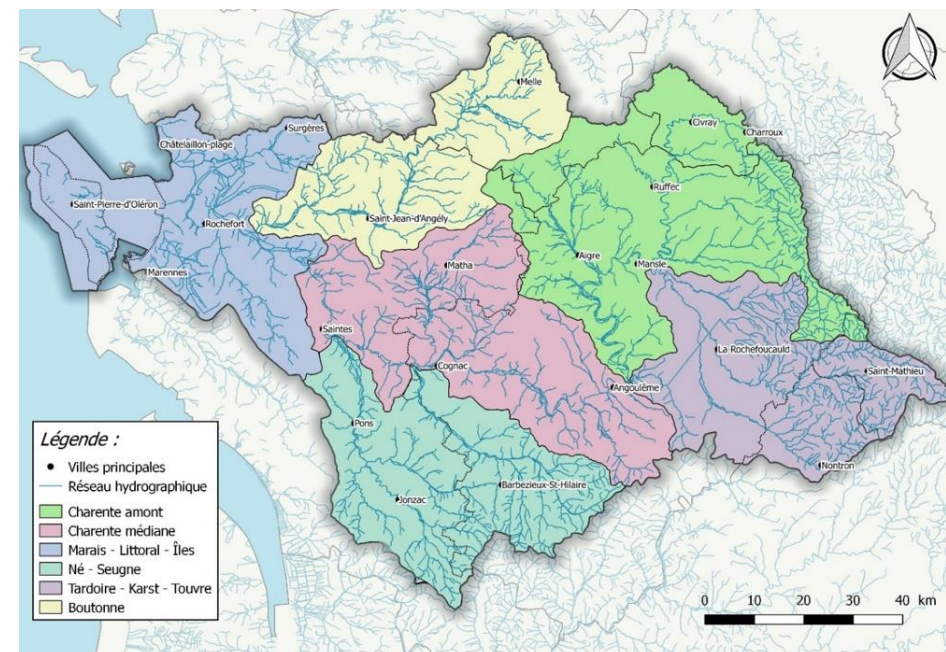 Melle
Civray
Charroux
Surgères
Châtelaillon-plage
Ruffec
Saint-Pierre-d'Oléron
Rochefort
Saint-Jean-d'Angély
Aigre
Mansle
Matha
Marennes
Saintes
La Rochefoucauld
Cognac
Saint-Mathieu
Angoulême
Pons
Nontron
Barbezieux-St-Hilaire
Jonzac
Légende :
Villes principales
Réseau hydrographique
Charente amont
Charente médiane
Marais - Littoral - Îles
Né - Seugne
Tardoire - Karst - Touvre
Boutonne
0 10 20 30 40 km